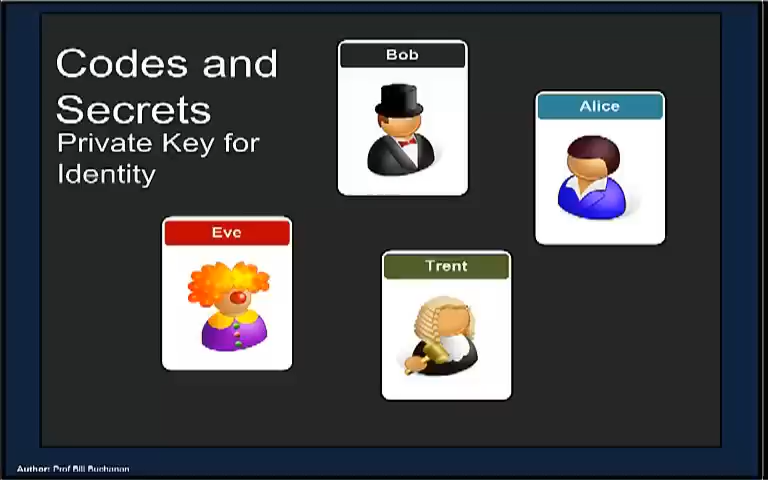 Codes and
Secrets
Private Key for
Identity
Bob
Alice
Eve
Trent
Author: Prof Bill Buchanan